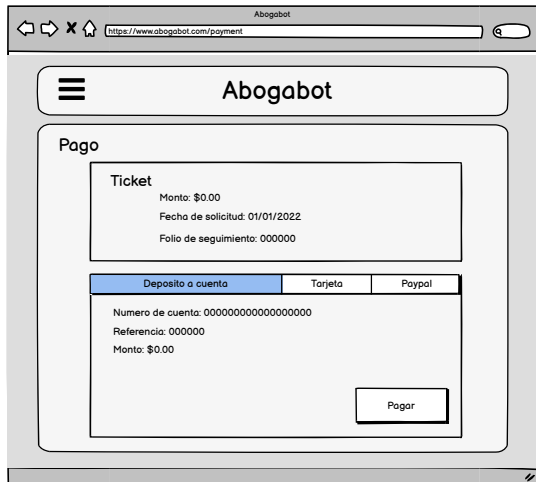 Abogabot
https://www.abogabot.com/payment
Abogabot
Pago
Ticket
Monto: $0.00
Fecha de solicitud: 01/01/2022
Folio de seguimiento: 000000
Deposito a cuenta Tarjeta Paypal
Numero de cuenta: 000000000000000000
Referencia: 000000
Monto: $0.00
Pagar